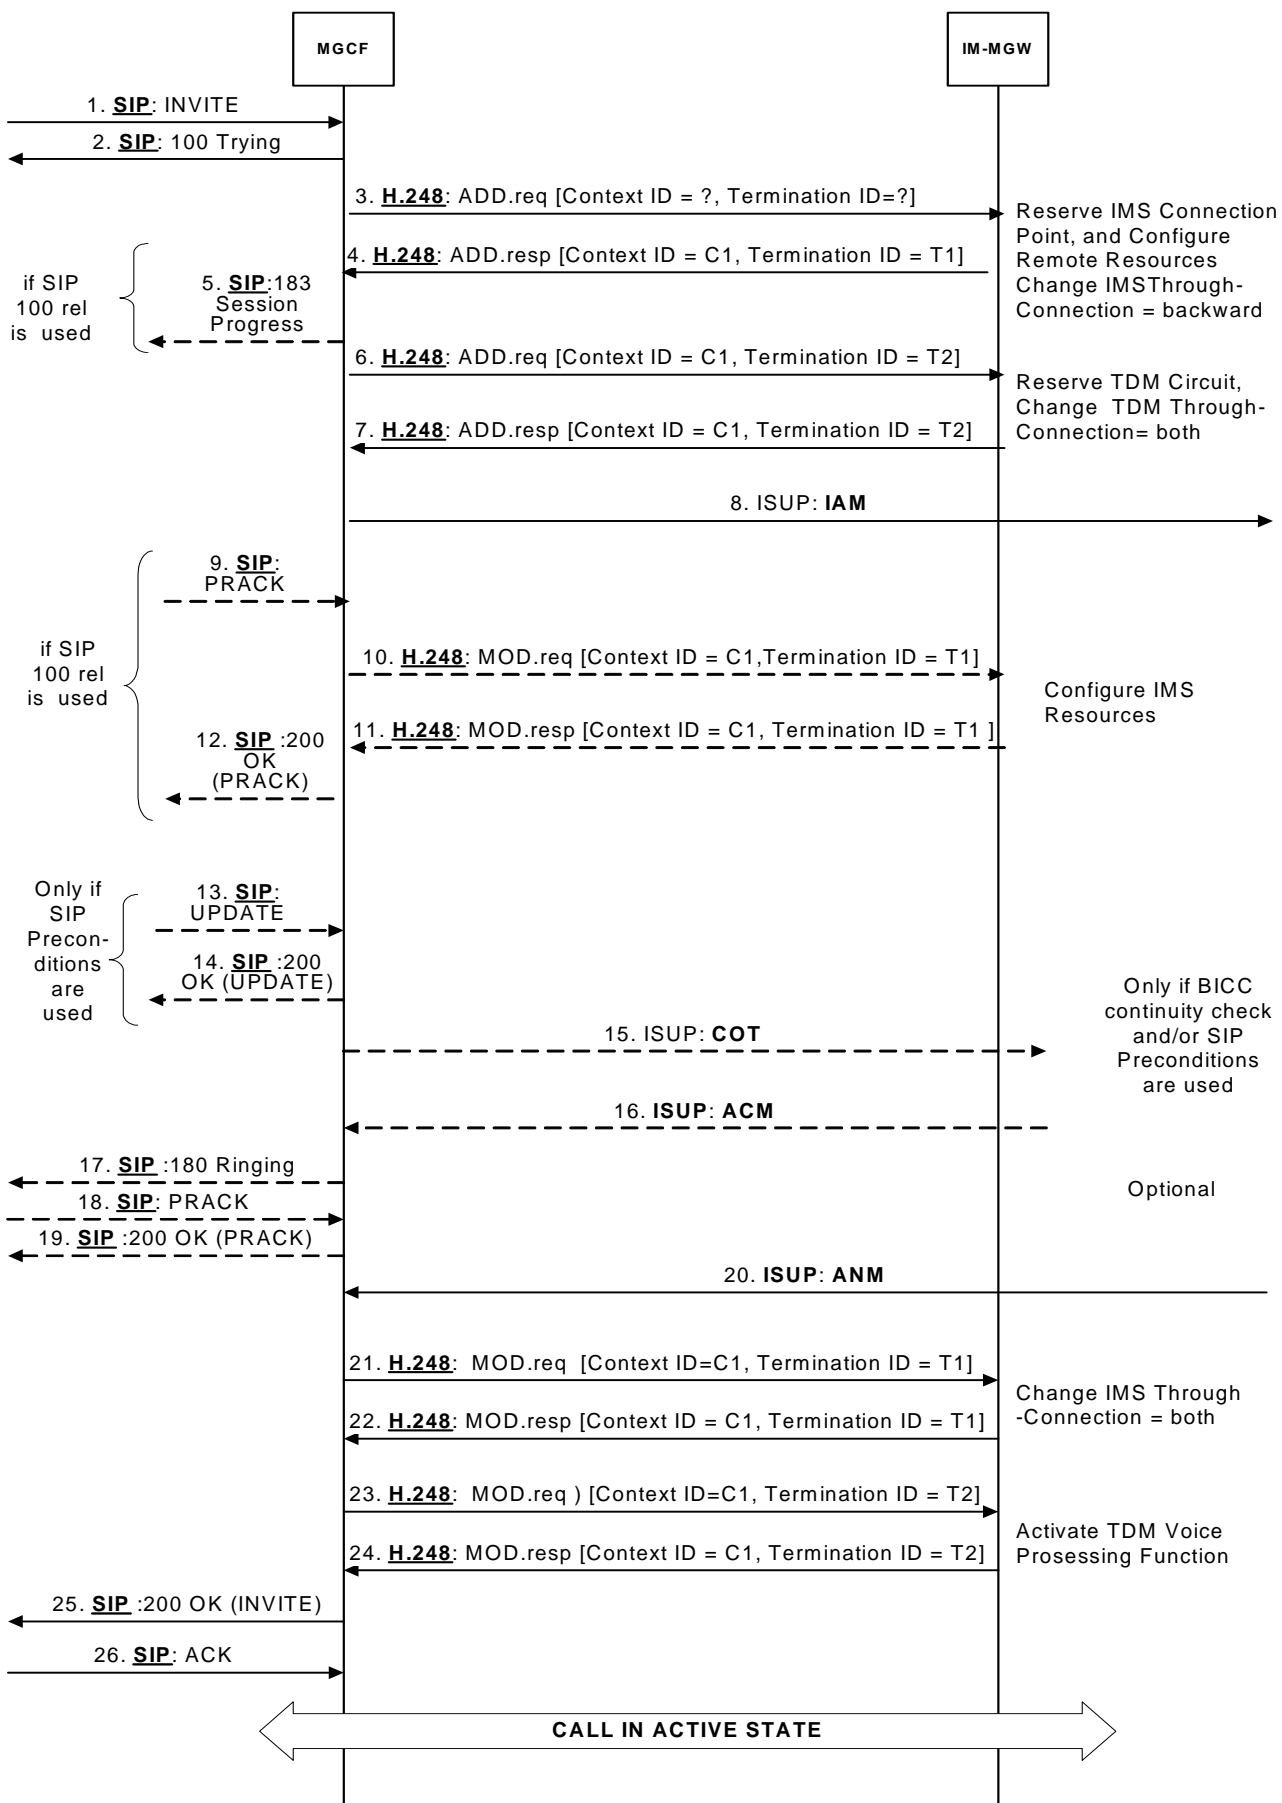 MGCF
IM-MGW
1. SIP: INVITE
2. SIP: 100 Trying
3. H.248: ADD.req [Context ID = ?, Termination ID=?]
Reserve IMS Connection
Point, and Configure
Remote Resources
Change IMSThrough-
Connection = backward
4. H.248: ADD.resp [Context ID = C1, Termination ID = T1]
if SIP
100 rel
is used
5. SIP:183
Session
Progress
6. H.248: ADD.req [Context ID = C1, Termination ID = T2]
Reserve TDM Circuit,
Change TDM Through-
Connection= both
7. H.248: ADD.resp [Context ID = C1, Termination ID = T2]
8. ISUP: IAM
9. SIP:
PRACK
if SIP
100 rel
is used
10. H.248: MOD.req [Context ID = C1,Termination ID = T1]
Configure IMS
Resources
11. H.248: MOD.resp [Context ID = C1, Termination ID = T1 ]
12. SIP :200
OK
(PRACK)
Only if
SIP
Precon-
ditions
are
used
13. SIP:
UPDATE
14. SIP :200
OK (UPDATE)
15. ISUP: COT
Only if BICC
continuity check
and/or SIP
Preconditions
are used
16. ISUP: ACM
17. SIP :180 Ringing
18. SIP: PRACK
Optional
19. SIP :200 OK (PRACK)
20. ISUP: ANM
21. H.248: MOD.req [Context ID=C1, Termination ID = T1]
Change IMS Through
-Connection = both
22. H.248: MOD.resp [Context ID = C1, Termination ID = T1]
23. H.248: MOD.req ) [Context ID=C1, Termination ID = T2]
Activate TDM Voice
Prosessing Function
24. H.248: MOD.resp [Context ID = C1, Termination ID = T2]
25. SIP :200 OK (INVITE)
26. SIP: ACK
CALL IN ACTIVE STATE